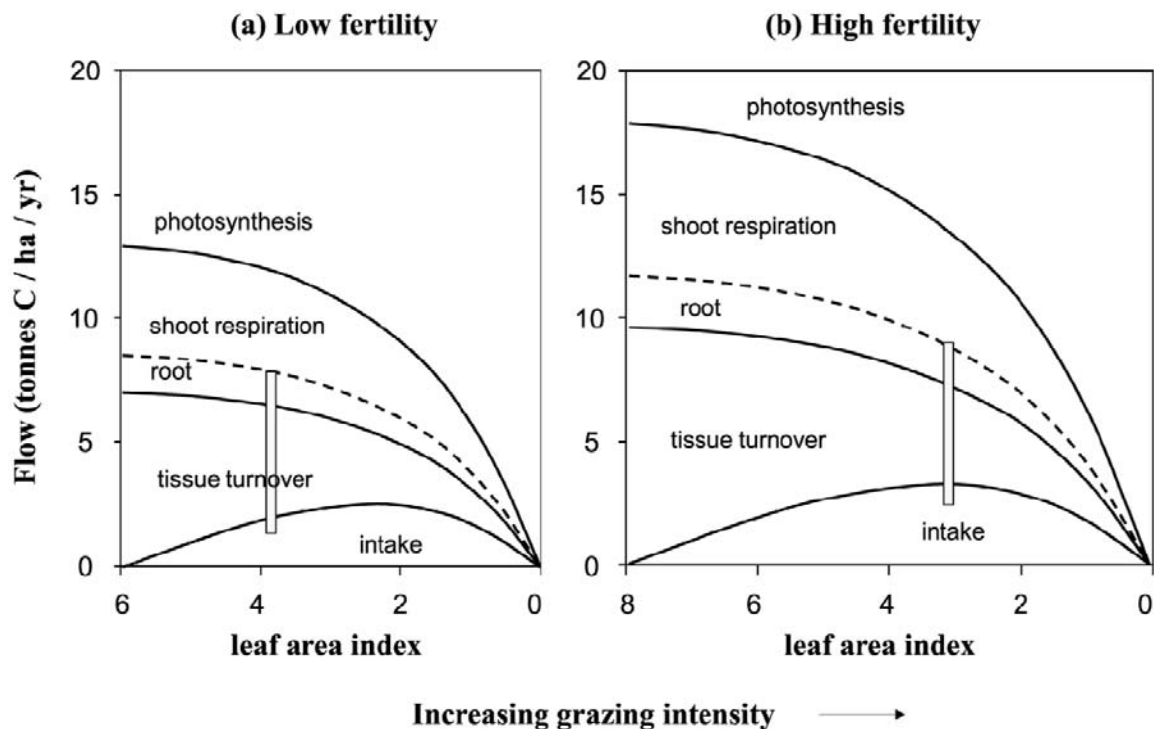 (a) Low fertility
(b) High fertility
Flow (tonnes C / ha / yr)
20
15
10
5
0
photosynthesis
shoot respiration
root
tissue turnover
intake
6
4
2
0
leaf area index
20
15
10
5
0
photosynthesis
shoot respiration
root
tissue turnover
intake
8
6
4
2
0
leaf area index
Increasing grazing intensity